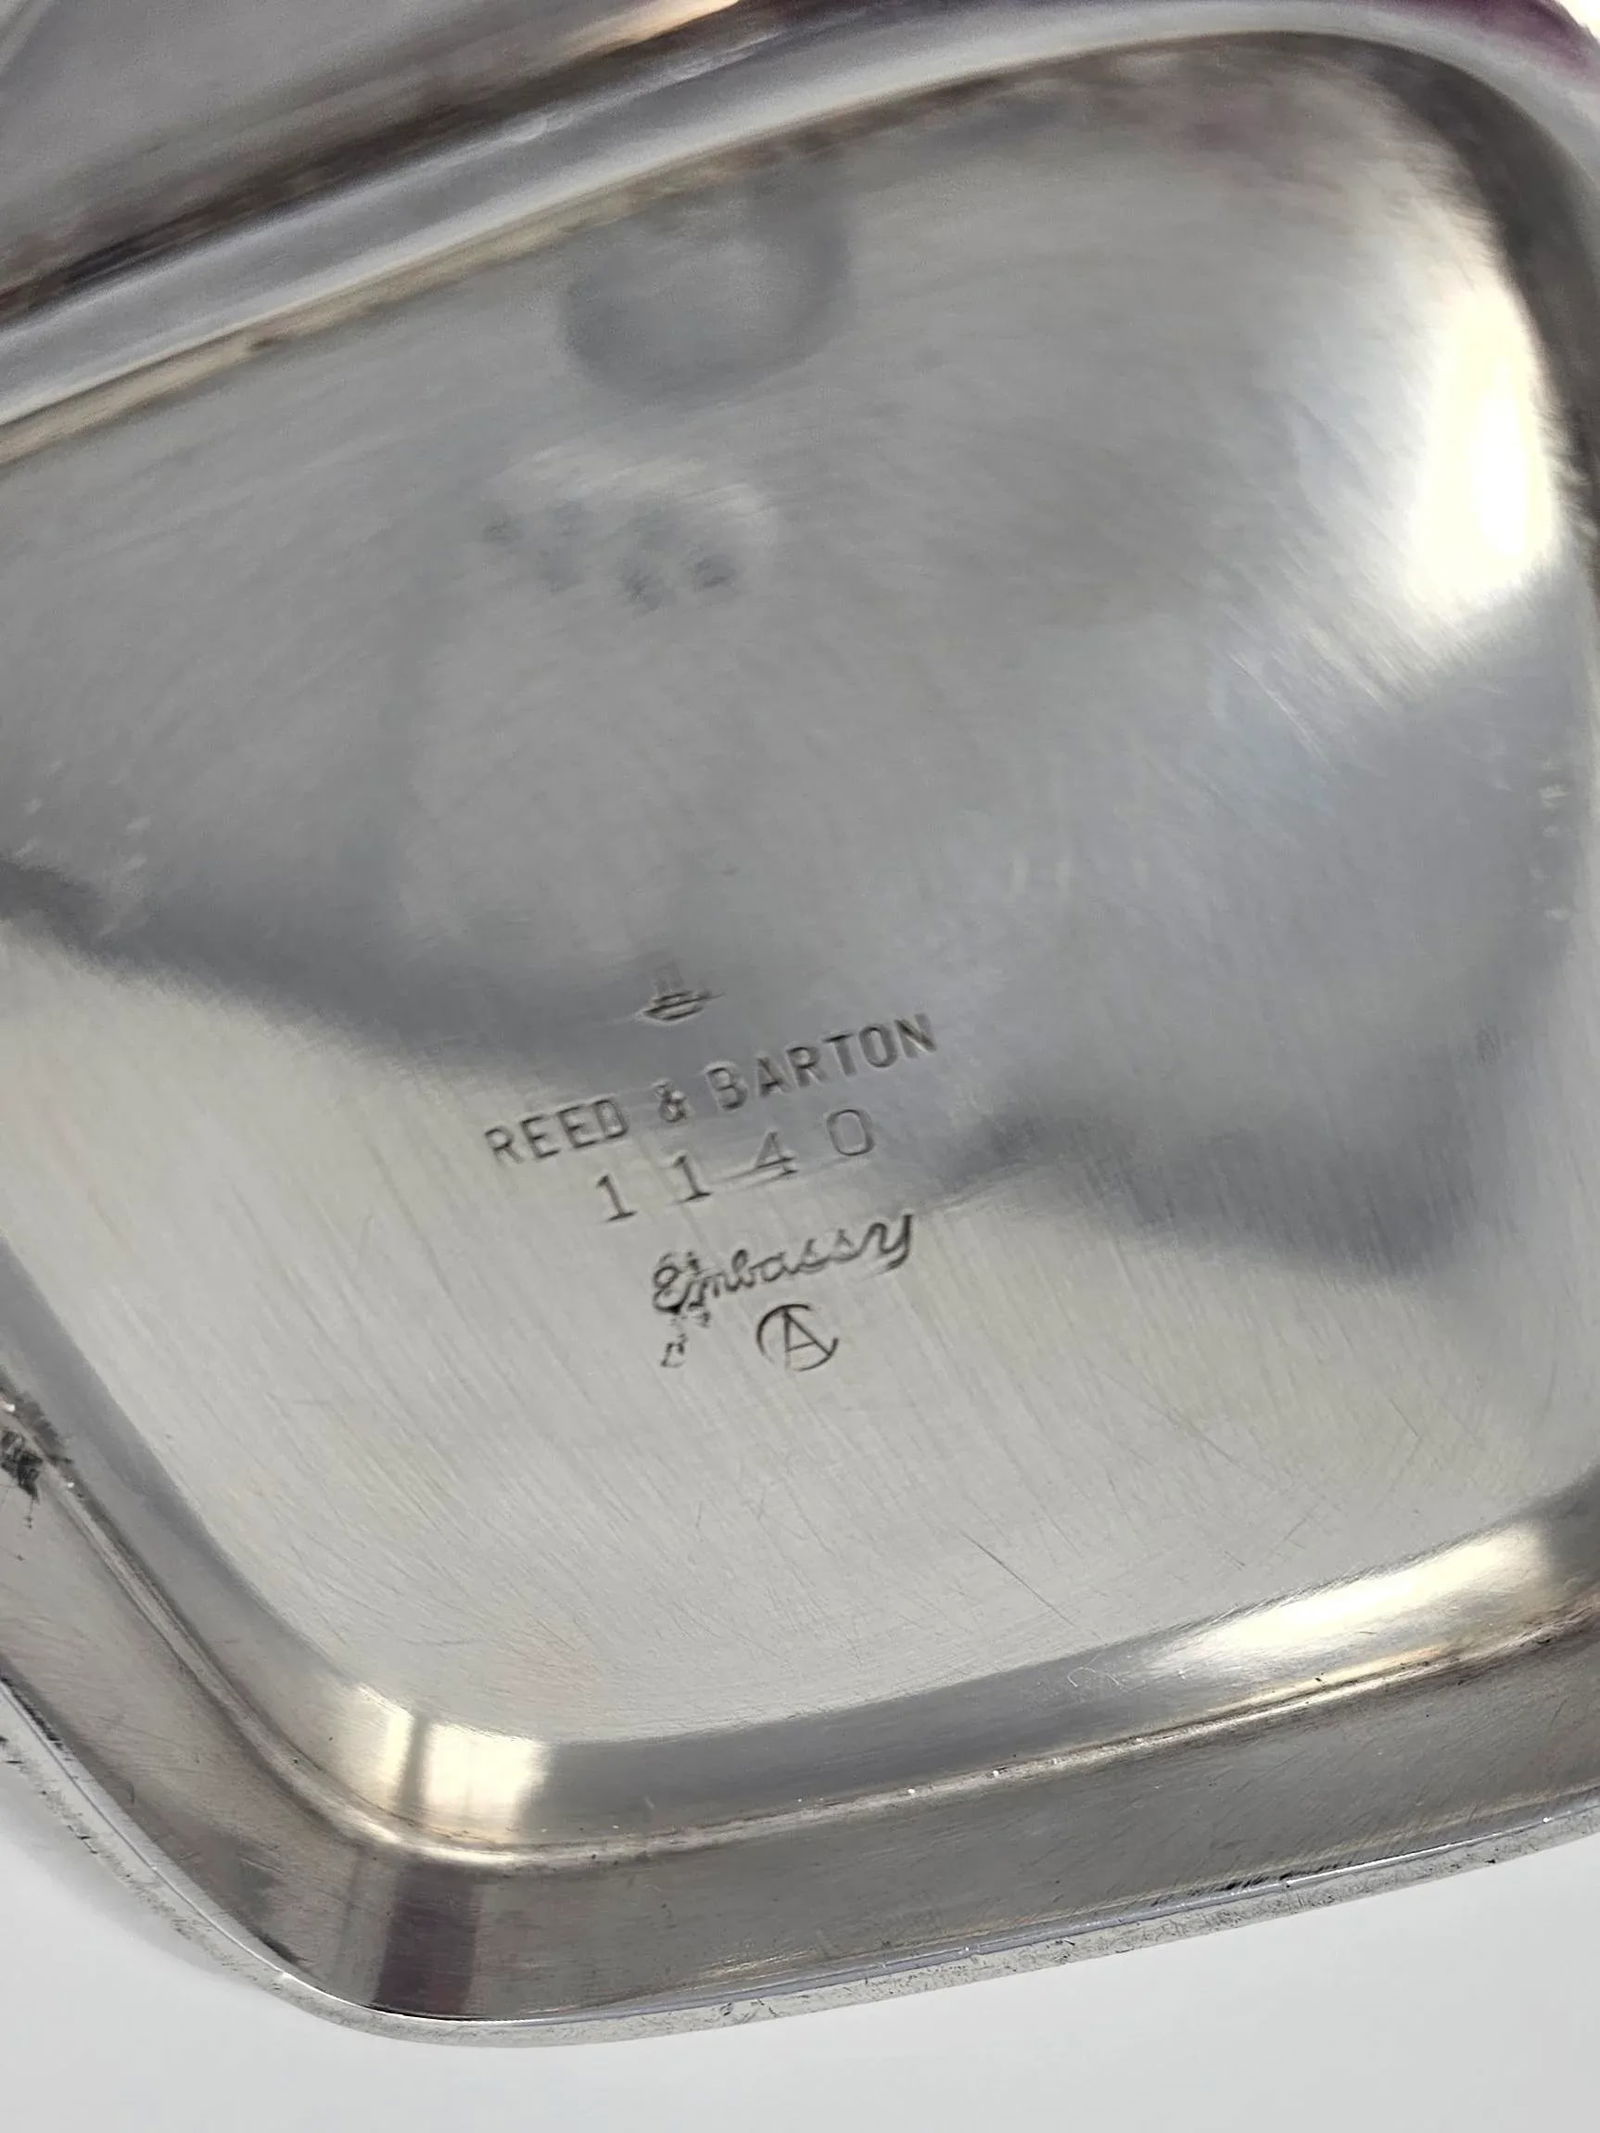 REED & BARTON
1140
Embassy
A